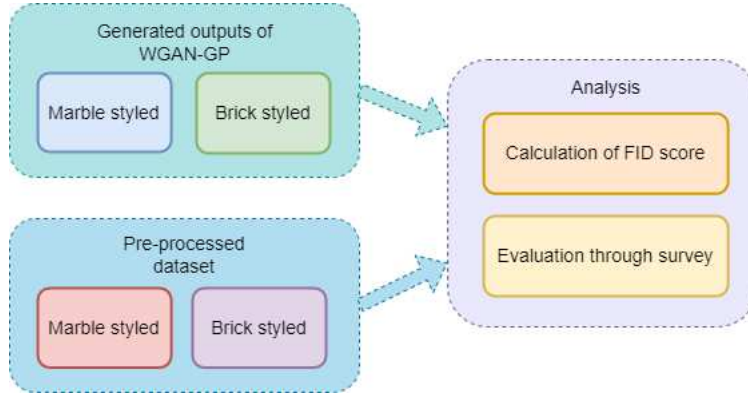 Generated outputs of
WGAN-GP
Marble styled
Brick styled
Pre-processed
dataset
Marble styled
Brick styled
Analysis
Calculation of FID score
Evaluation through survey